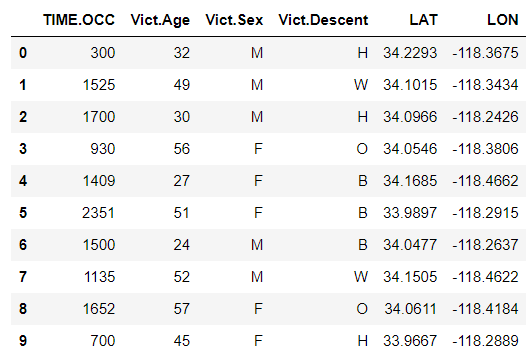 TIME.OCC Vict.Age Vict.Sex Vict.Descent LAT LON
0 300 32 M H 34.2293 -118.3675
1 1525 49 M W 34.1015 -118.3434
2 1700 30 M H 34.0966 -118.2426
3 930 56 F O 34.0546 -118.3806
4 1409 27 F B 34.1685 -118.4662
5 2351 51 F B 33.9897 -118.2915
6 1500 24 M B 34.0477 -118.2637
7 1135 52 M W 34.1505 -118.4622
8 1652 57 F O 34.0611 -118.4184
9 700 45 F H 33.9667 -118.2889